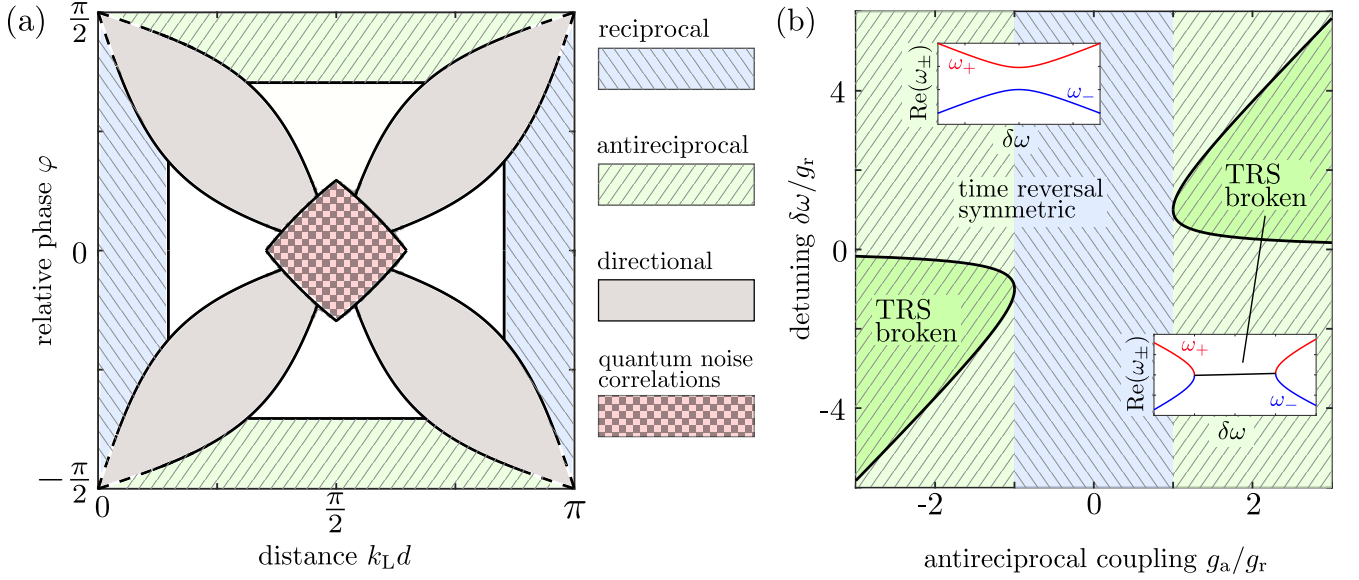 (a)
π/2
0
−π/2
relative phase φ
0
π/2
π
distance k_L d
reciprocal
antireciprocal
directional
quantum noise
correlations
(b)
4
0
-4
detuning δω/g_r
-2
0
2
antireciprocal coupling g_a/g_r
Re(ω±)
ω+
ω−
δω
time reversal
symmetric
TRS
broken
TRS
broken
Re(ω±)
ω+
ω−
δω